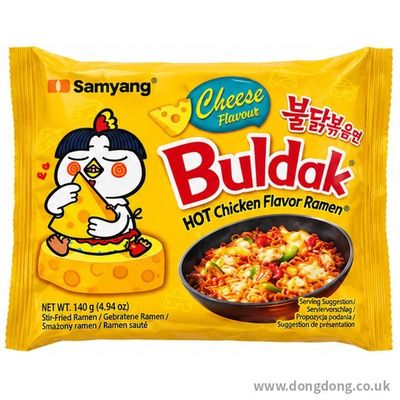 Samyang®
Cheese
Flavour
불닭볶음면
Buldak®
HOT Chicken Flavor Ramen®
NET WT. 140 g (4.94 oz)
Stir-Fried Ramen / Gebratene Ramen /
Smażony ramen / Ramen sauté
Serving Suggestion/
Serviervorschlag/
Propozycja podania/
Suggestion de présentation
www.dongdong.co.uk